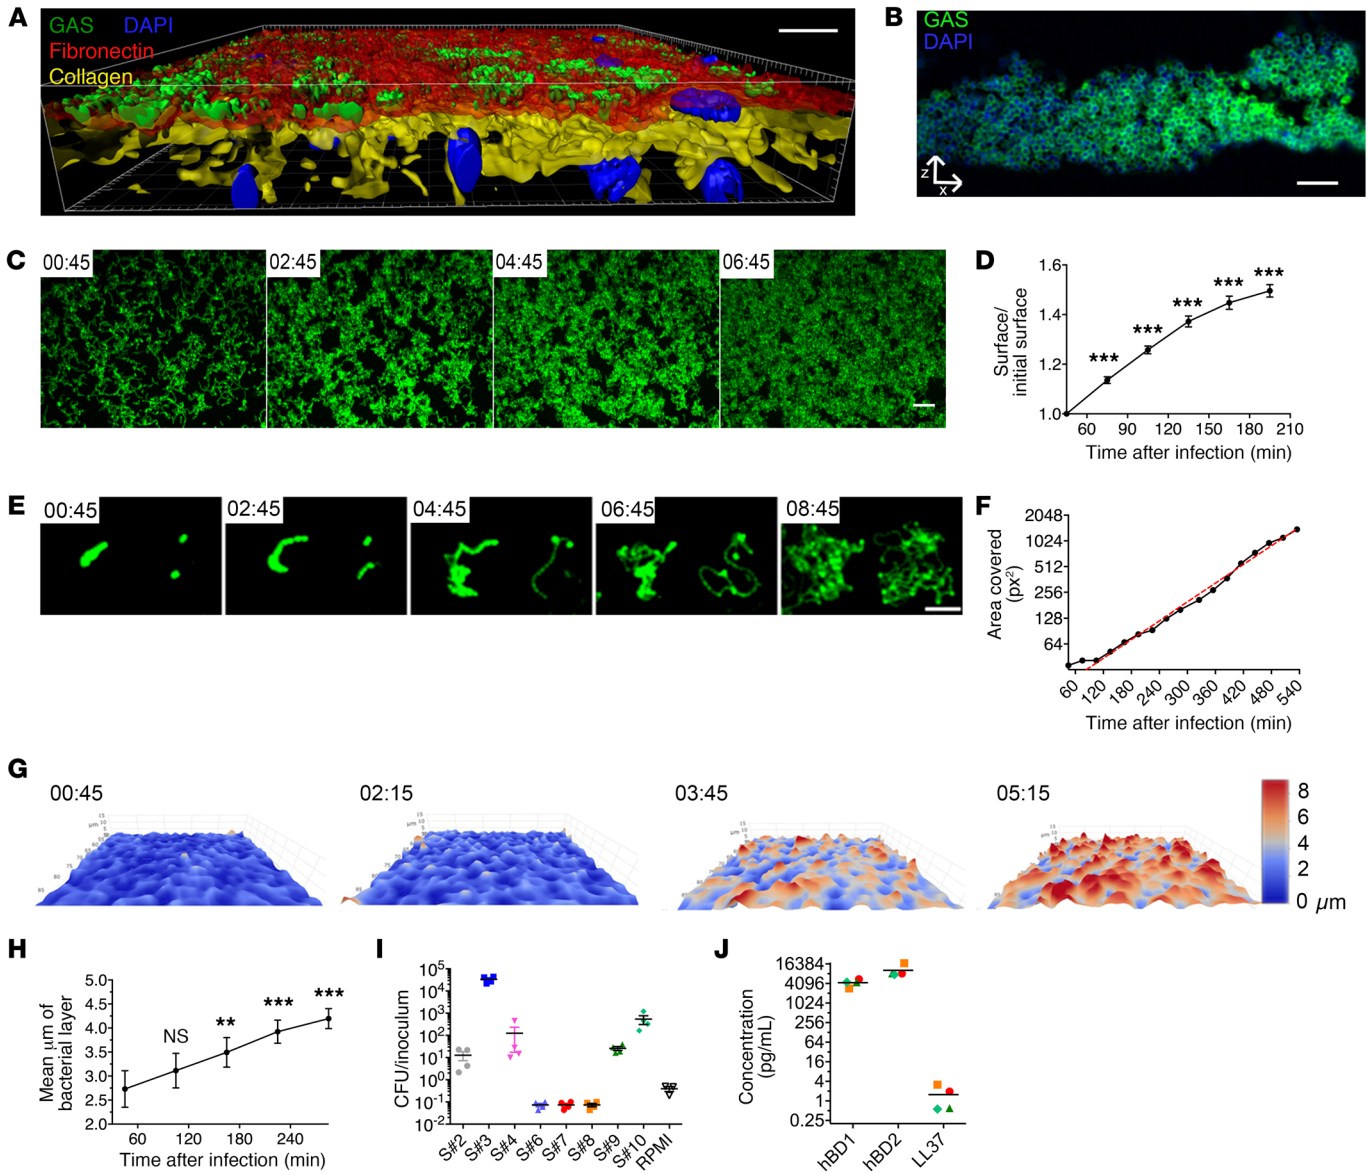 A
GAS DAPI
Fibronectin
Collagen
B
GAS
DAPI
z
x
C
00:45
02:45
04:45
06:45
D
Surface/
initial surface
1.6
1.4
1.2
1.0
***
***
***
***
***
60 90 120 150 180 210
Time after infection (min)
E
00:45
02:45
04:45
06:45
08:45
F
Area covered
(px²)
2048
1024
512
256
128
64
60 120 180 240 300 360 420 480 540
Time after infection (min)
G
00:45
02:15
03:45
05:15
8
6
4
2
0 µm
H
Mean µm of
bacterial layer
5.0
4.5
4.0
3.5
3.0
2.5
2.0
NS
**
***
***
60 120 180 240
Time after infection (min)
I
CFU/inoculum
10⁵
10⁴
10³
10²
10¹
10⁰
10⁻¹
10⁻²
S#2 S#3 S#4 S#6 S#7 S#8 S#9 S#10 RPMI
J
Concentration
(pg/mL)
16384
4096
1024
256
64
16
4
1
0.25
hBD1 hBD2 LL37